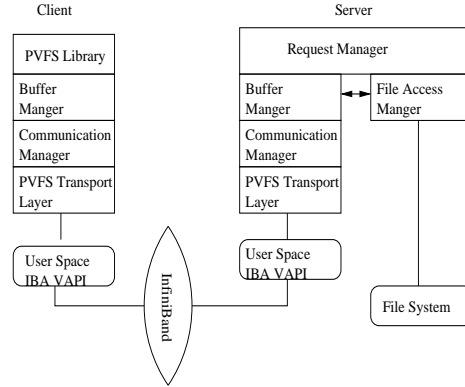 Client
Server
PVFS Library
Buffer
Manger
Communication
Manager
PVFS Transport
Layer
User Space
IBA VAPI
InfiniBand
Request Manager
Buffer
Manger
File Access
Manger
Communication
Manager
PVFS Transport
Layer
User Space
IBA VAPI
File System